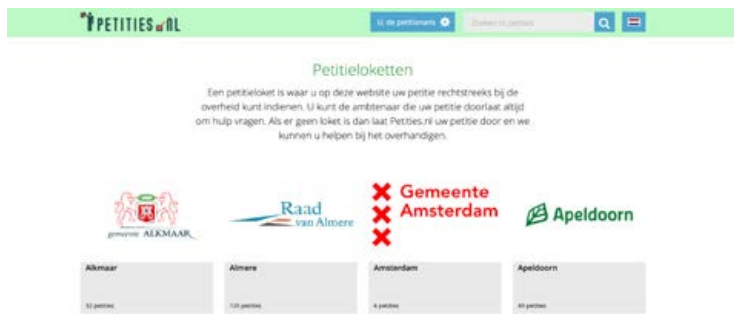 PETITIES.NL
U, de petitionaris
Zoeken in petities
Petitieloketten
Een petitieloket is waar u op deze website uw petitie rechtstreeks bij de
overheid kunt indienen. U kunt de ambtenaar die uw petitie doorlaat altijd
om hulp vragen. Als er geen loket is dan laat Petities.nl uw petitie door en we
kunnen u helpen bij het overhandigen.
gemeente ALKMAAR
Raad
van Almere
Gemeente
Amsterdam
Apeldoorn
Alkmaar
Almere
Amsterdam
Apeldoorn
32 petities
petities
6 petities
petities